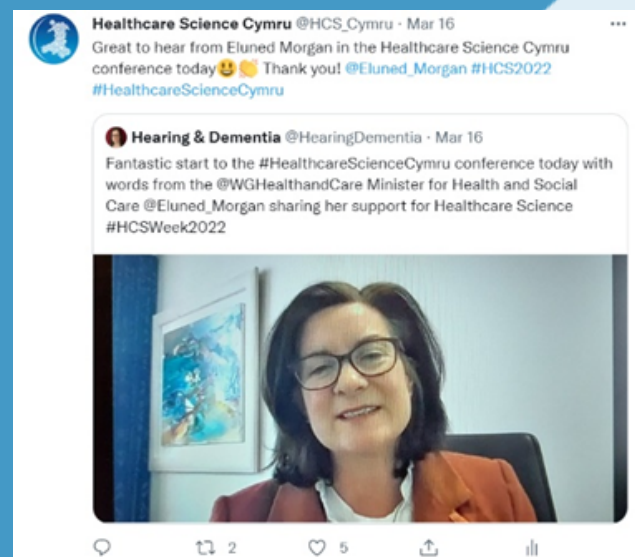 Healthcare Science Cymru @HCS_Cymru · Mar 16
Great to hear from Eluned Morgan in the Healthcare Science Cymru
conference today😃👏 Thank you! @Eluned_Morgan #HCS2022
#HealthcareScienceCymru
Hearing & Dementia @HearingDementia · Mar 16
Fantastic start to the #HealthcareScienceCymru conference today with
words from the @WGHealthandCare Minister for Health and Social
Care @Eluned_Morgan sharing her support for Healthcare Science
#HCSWeek2022
2 5